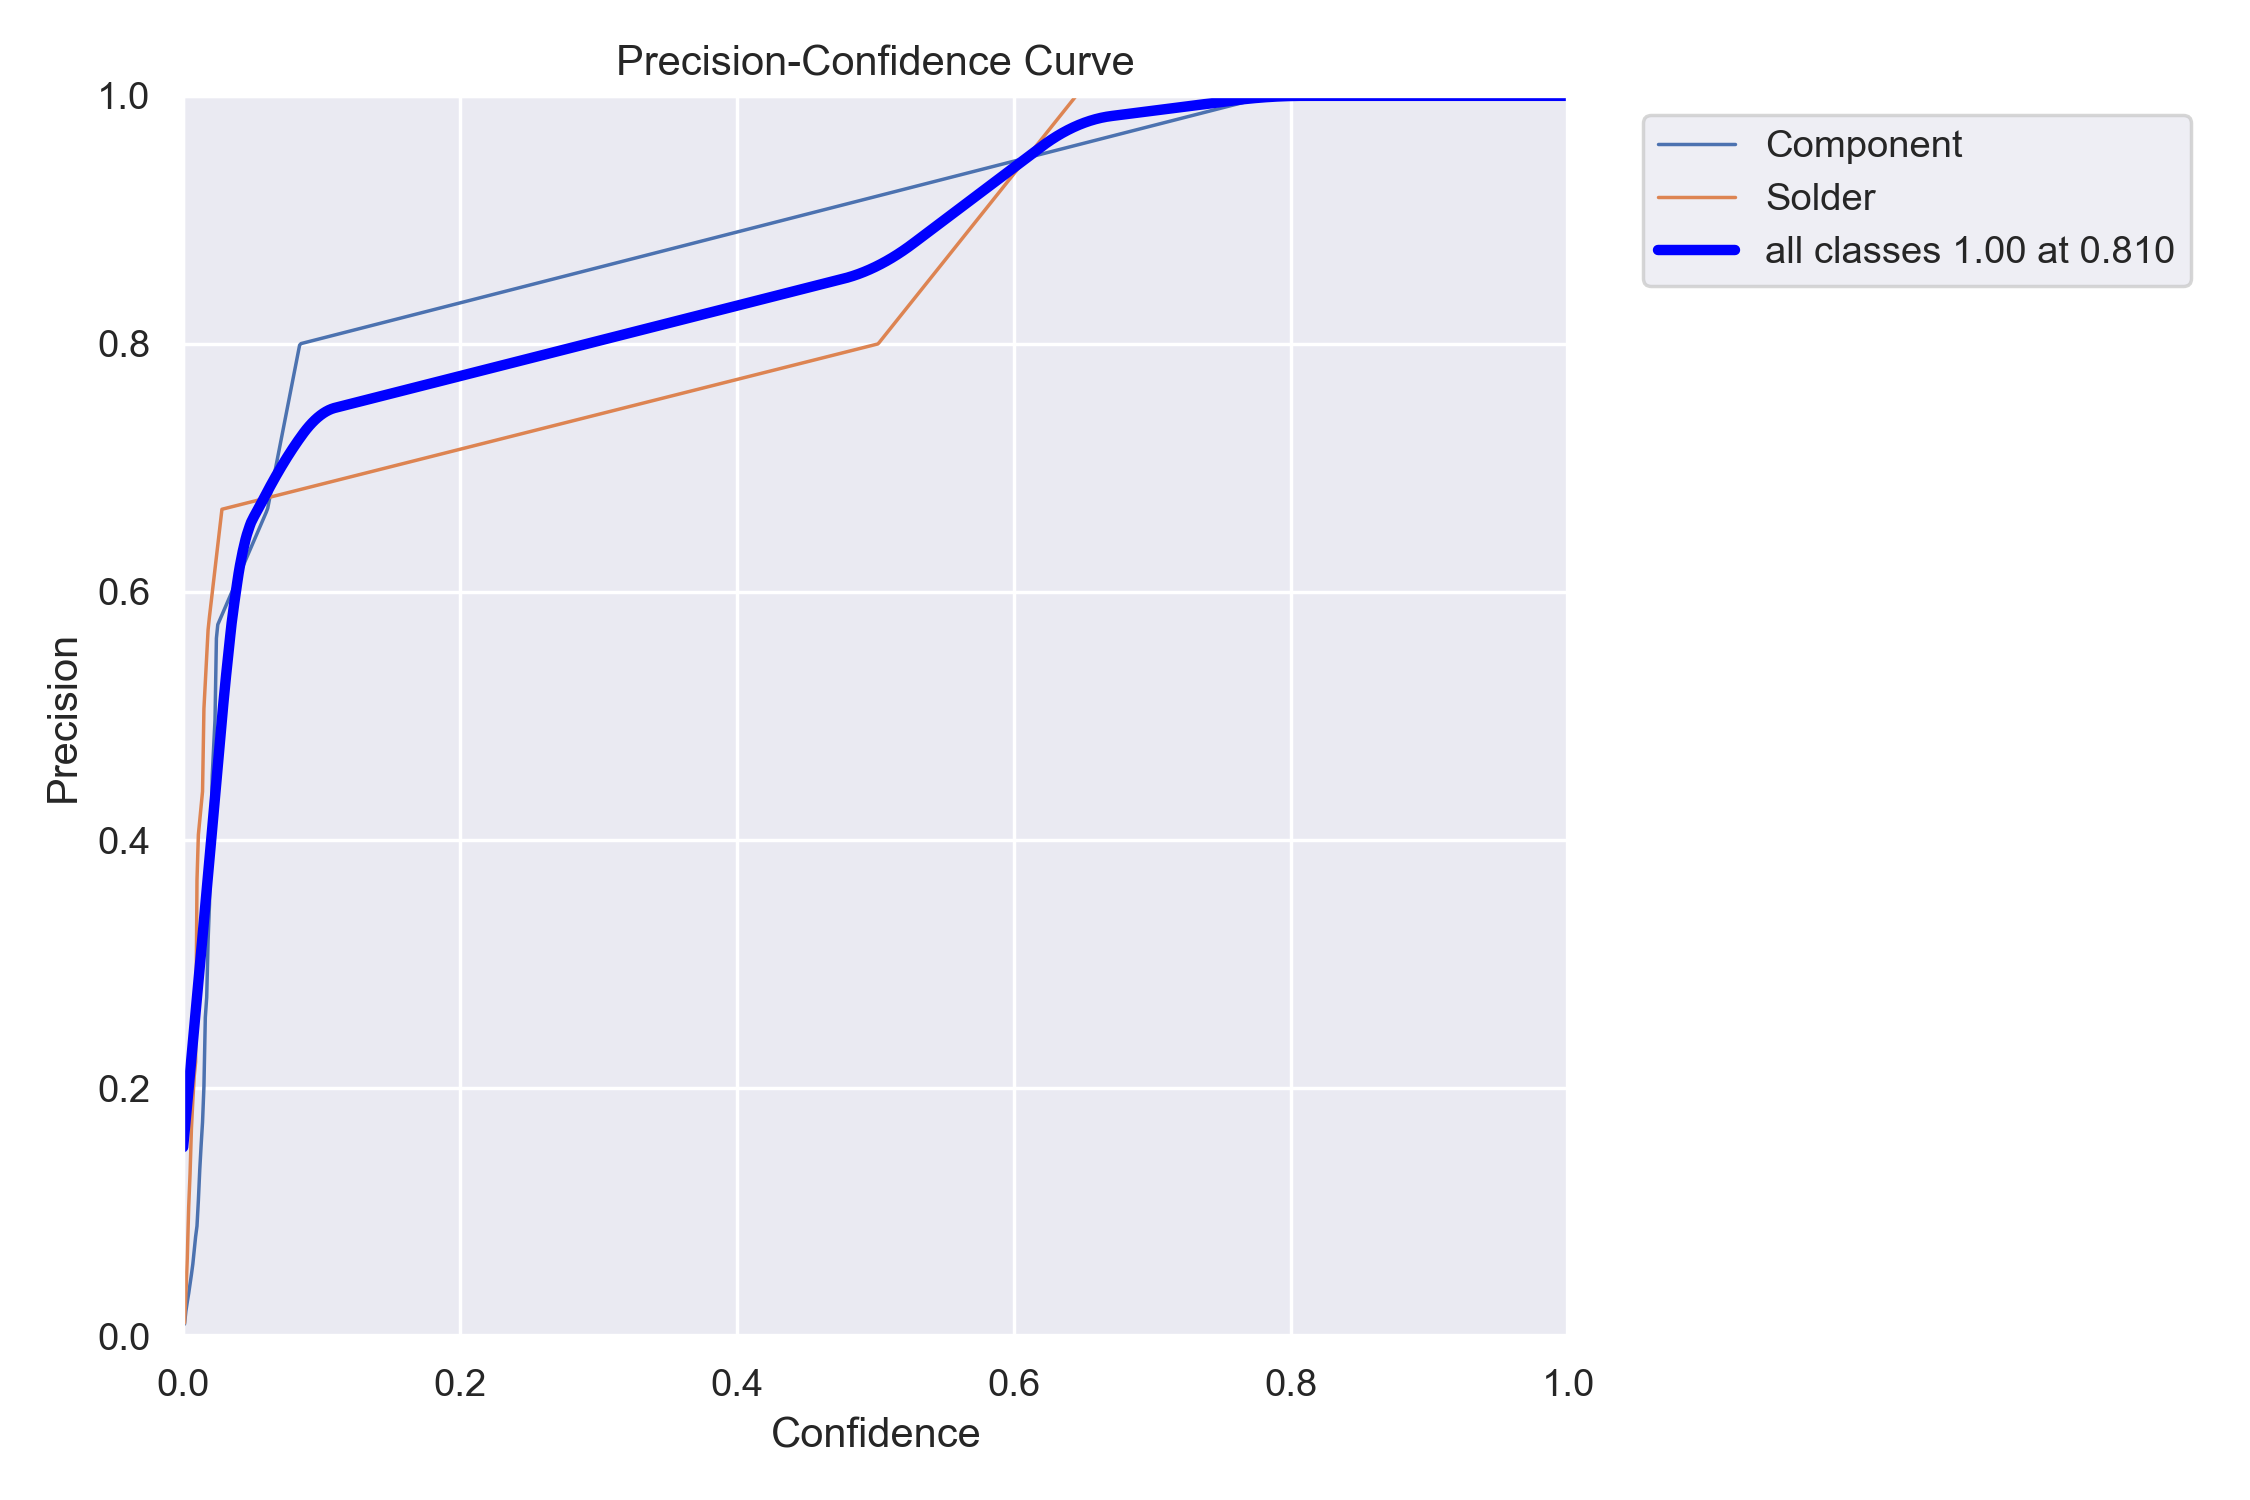 Precision-Confidence Curve
1.0
0.8
0.6
0.4
0.2
0.0
Precision
0.0 0.2 0.4 0.6 0.8 1.0
Confidence
Component
Solder
all classes 1.00 at 0.810